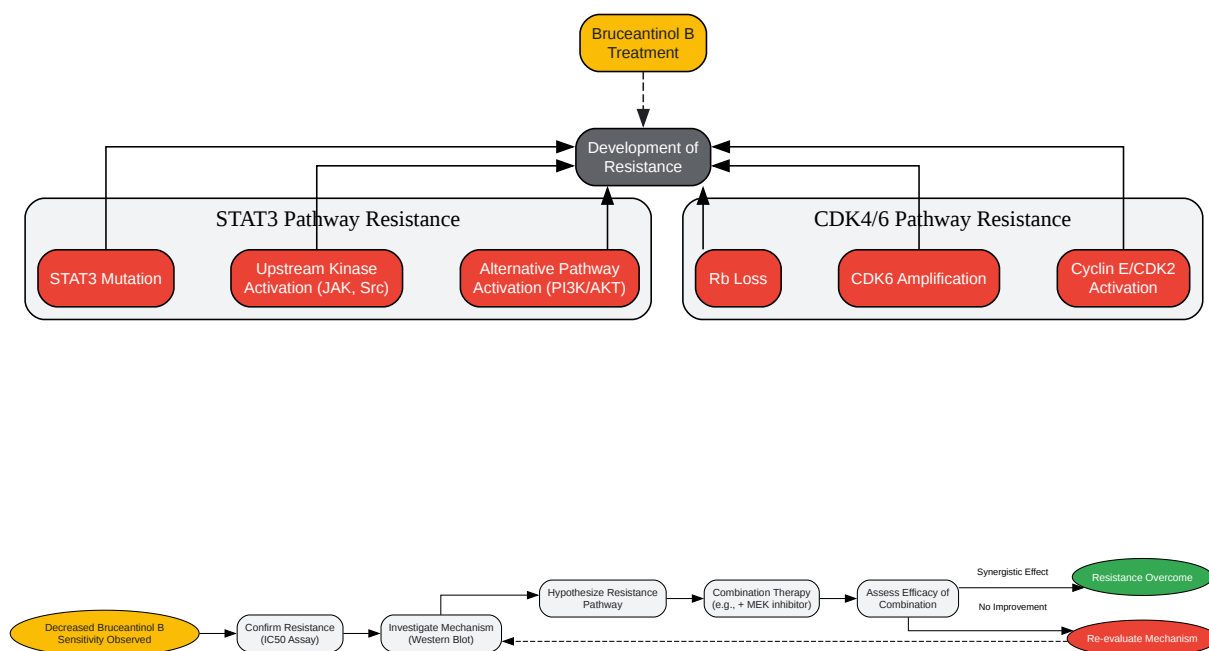 Bruceantinol B
Treatment
Development of
Resistance
STAT3 Pathway Resistance
CDK4/6 Pathway Resistance
STAT3 Mutation
Upstream Kinase
Activation (JAK, Src)
Alternative Pathway
Activation (PI3K/AKT)
Rb Loss
CDK6 Amplification
Cyclin E/CDK2
Activation
Decreased Bruceantinol B
Sensitivity Observed
Confirm Resistance
(IC50 Assay)
Investigate Mechanism
(Western Blot)
Hypothesize Resistance
Pathway
Combination Therapy
(e.g., + MEK inhibitor)
Assess Efficacy of
Combination
Synergistic Effect
No Improvement
Resistance Overcome
Re-evaluate Mechanism